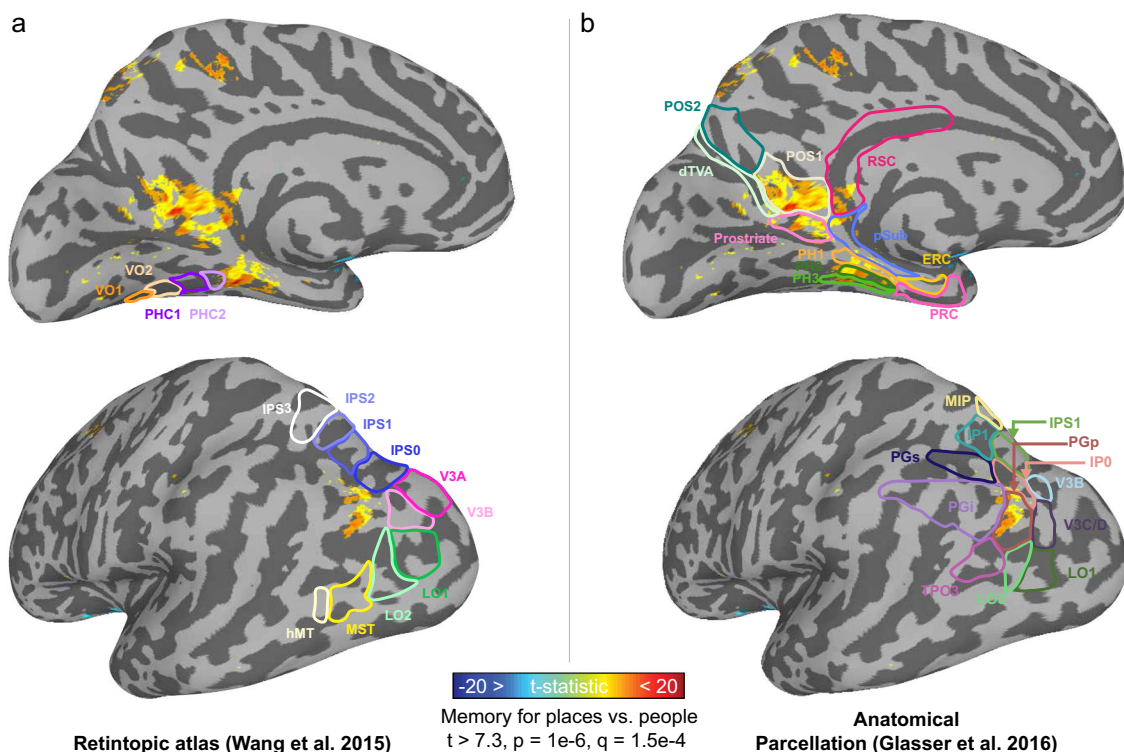 a
VO2
VO1
PHC1 PHC2
IPS3
IPS2
IPS1
IPS0
V3A
V3B
LO1
LO2
MST
hMT
Retintopic atlas (Wang et al. 2015)
-20 > t-statistic < 20
Memory for places vs. people
t > 7.3, p = 1e-6, q = 1.5e-4
b
POS2
POS1
dTVA
RSC
Prostriate
pSub
PH1
ERC
PH3
PRC
MIP
IPS1
IP1
PGp
PGs
IP0
V3B
PGi
V3C/D
LO1
TPO3
Anatomical
Parcellation (Glasser et al. 2016)